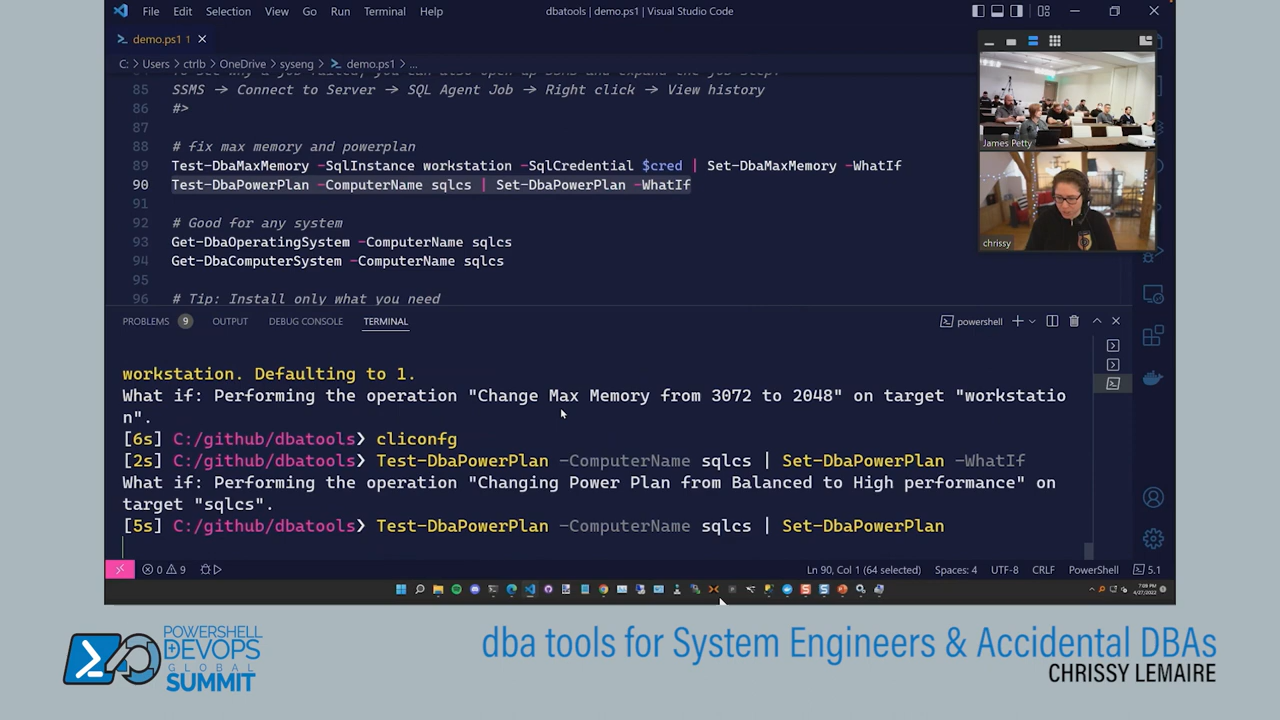 File Edit Selection View Go Run Terminal Help
dbatools | demo.ps1 | Visual Studio Code
demo.ps1 1
C: > Users > ctrlb > OneDrive > syseng > demo.ps1 > ...
85 SSMS → Connect to Server → SQL Agent Job → Right click → View history
86 #>
87
88 # fix max memory and powerplan
89 Test-DbaMaxMemory -SqlInstance workstation -SqlCredential $cred | Set-DbaMaxMemory -WhatIf
90 Test-DbaPowerPlan -ComputerName sqlcs | Set-DbaPowerPlan -WhatIf
91
92 # Good for any system
93 Get-DbaOperatingSystem -ComputerName sqlcs
94 Get-DbaComputerSystem -ComputerName sqlcs
95
96 # Tip: Install only what you need
James Petty
chrissy
PROBLEMS 9 OUTPUT DEBUG CONSOLE TERMINAL
powershell
workstation. Defaulting to 1.
What if: Performing the operation "Change Max Memory from 3072 to 2048" on target "workstatio
n".
[6s] C:/github/dbatools❯ cliconfg
[2s] C:/github/dbatools❯ Test-DbaPowerPlan -ComputerName sqlcs | Set-DbaPowerPlan -WhatIf
What if: Performing the operation "Changing Power Plan from Balanced to High performance" on
target "sqlcs".
[5s] C:/github/dbatools❯ Test-DbaPowerPlan -ComputerName sqlcs | Set-DbaPowerPlan
0 9
Ln 90, Col 1 (64 selected) Spaces: 4 UTF-8 CRLF PowerShell 5.1
7:09 PM
4/27/2022
POWERSHELL
DEVOPS
GLOBAL
SUMMIT
dba tools for System Engineers & Accidental DBAs
CHRISSY LEMAIRE